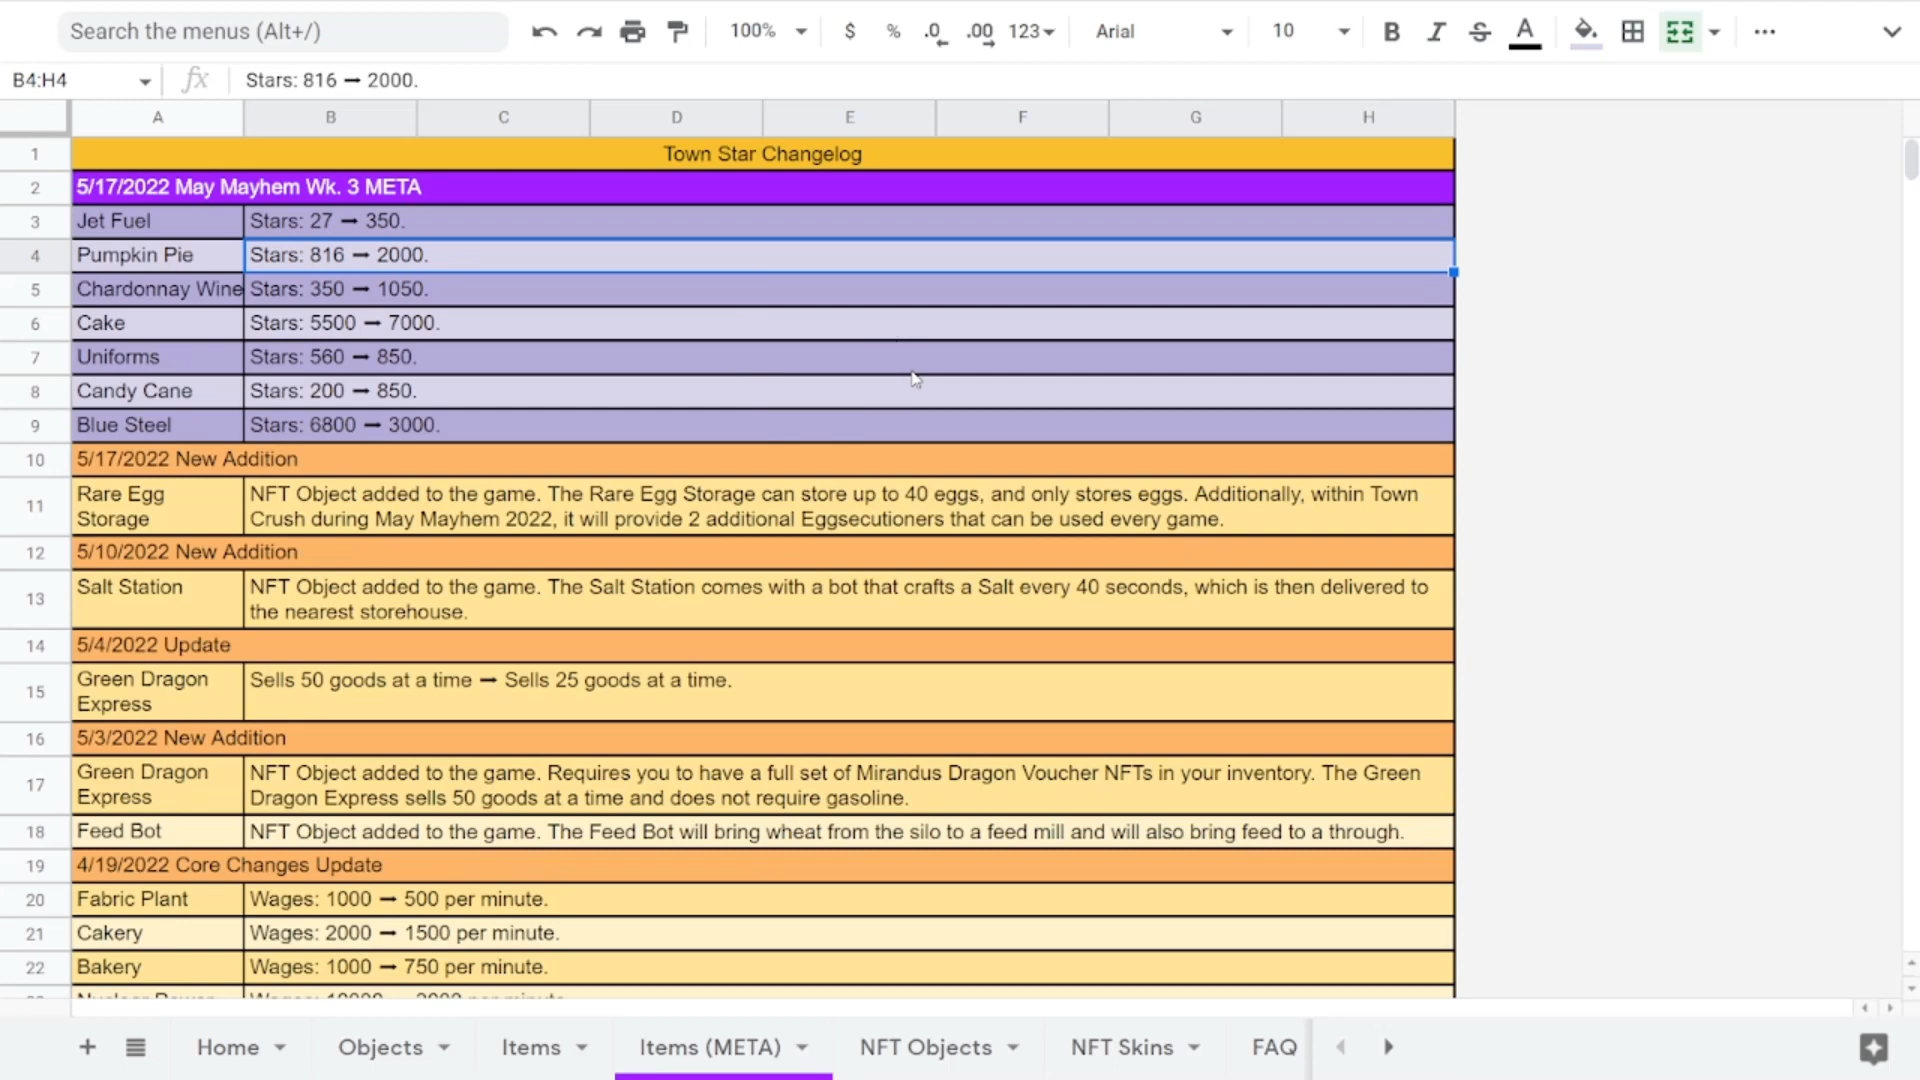 Search the menus (Alt+/)
100%
$ % .0 .00 123
Arial
10
B I S A
B4:H4
fx
Stars: 816 ➞ 2000.
A B C D E F G H
1 Town Star Changelog
2 5/17/2022 May Mayhem Wk. 3 META
3 Jet Fuel Stars: 27 ➞ 350.
4 Pumpkin Pie Stars: 816 ➞ 2000.
5 Chardonnay Wine Stars: 350 ➞ 1050.
6 Cake Stars: 5500 ➞ 7000.
7 Uniforms Stars: 560 ➞ 850.
8 Candy Cane Stars: 200 ➞ 850.
9 Blue Steel Stars: 6800 ➞ 3000.
10 5/17/2022 New Addition
11
Rare Egg
Storage
NFT Object added to the game. The Rare Egg Storage can store up to 40 eggs, and only stores eggs. Additionally, within Town
Crush during May Mayhem 2022, it will provide 2 additional Eggsecutioners that can be used every game.
12 5/10/2022 New Addition
13
Salt Station
NFT Object added to the game. The Salt Station comes with a bot that crafts a Salt every 40 seconds, which is then delivered to
the nearest storehouse.
14 5/4/2022 Update
15
Green Dragon
Express
Sells 50 goods at a time ➞ Sells 25 goods at a time.
16 5/3/2022 New Addition
17
Green Dragon
Express
NFT Object added to the game. Requires you to have a full set of Mirandus Dragon Voucher NFTs in your inventory. The Green
Dragon Express sells 50 goods at a time and does not require gasoline.
18 Feed Bot NFT Object added to the game. The Feed Bot will bring wheat from the silo to a feed mill and will also bring feed to a through.
19 4/19/2022 Core Changes Update
20 Fabric Plant Wages: 1000 ➞ 500 per minute.
21 Cakery Wages: 2000 ➞ 1500 per minute.
22 Bakery Wages: 1000 ➞ 750 per minute.
Home Objects Items Items (META) NFT Objects NFT Skins FAQ